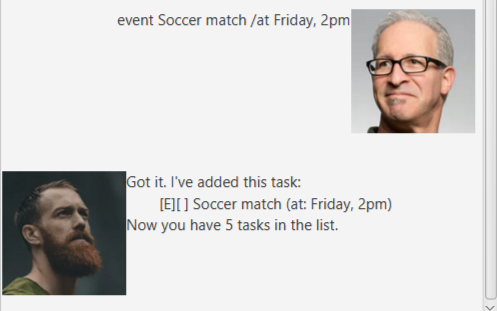 event Soccer match /at Friday, 2pm
Got it. I've added this task:
[E][ ] Soccer match (at: Friday, 2pm)
Now you have 5 tasks in the list.